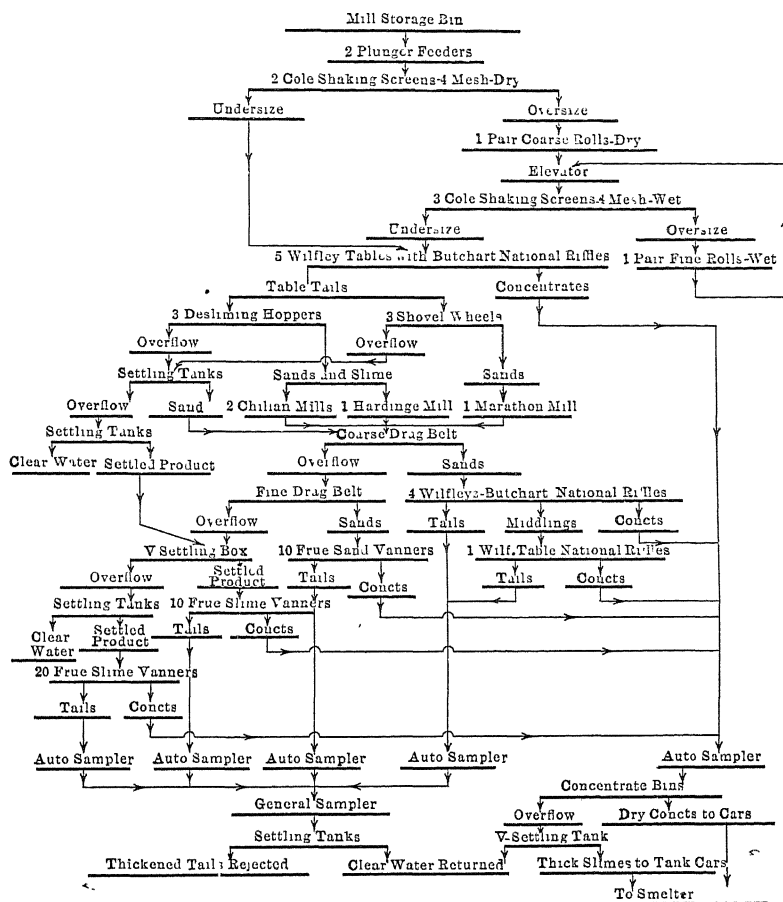 Mill Storage Bin
2 Plunger Feeders
2 Cole Shaking Screens-4 Mesh-Dry
Undersize
Oversize
1 Pair Coarse Rolls-Dry
Elevator
3 Cole Shaking Screens-4 Mesh-Wet
Undersize
Oversize
5 Wilfley Tables with Butchart National Riffles
1 Pair Fine Rolls-Wet
Table Tails
Concentrates
3 Desliming Hoppers
3 Shovel Wheels
Overflow
Overflow
Settling Tanks
Sands and Slime
Sands
Overflow
Sand
2 Chilian Mills
1 Hardinge Mill
1 Marathon Mill
Settling Tanks
Coarse Drag Belt
Clear Water
Settled Product
Overflow
Sands
Fine Drag Belt
4 Wilfleys-Butchart National Riffles
Overflow
Sands
Tails
Middlings
Concts
V Settling Box
10 Frue Sand Vanners
1 Wilf. Table National Riffles
Overflow
Settled
Product
Tails
Concts
Tails
Concts
Settling Tanks
10 Frue Slime Vanners
Clear
Water
Settled
Product
Tails
Concts
20 Frue Slime Vanners
Tails
Concts
Auto Sampler
Auto Sampler
Auto Sampler
Auto Sampler
Auto Sampler
Concentrate Bins
General Sampler
Overflow
Dry Concts to Cars
Settling Tanks
V-Settling Tank
Thickened Tails Rejected
Clear Water Returned
Thick Slimes to Tank Cars
To Smelter